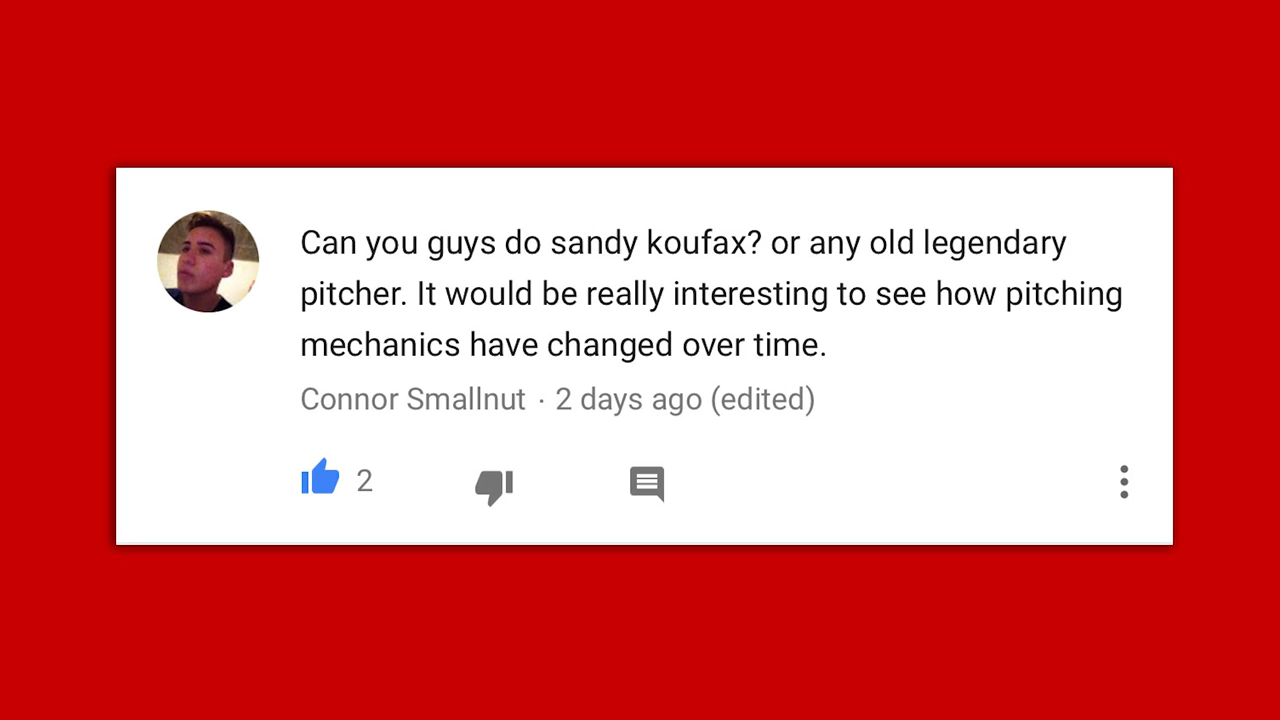 Can you guys do sandy koufax? or any old legendary
pitcher. It would be really interesting to see how pitching
mechanics have changed over time.
Connor Smallnut · 2 days ago (edited)
2